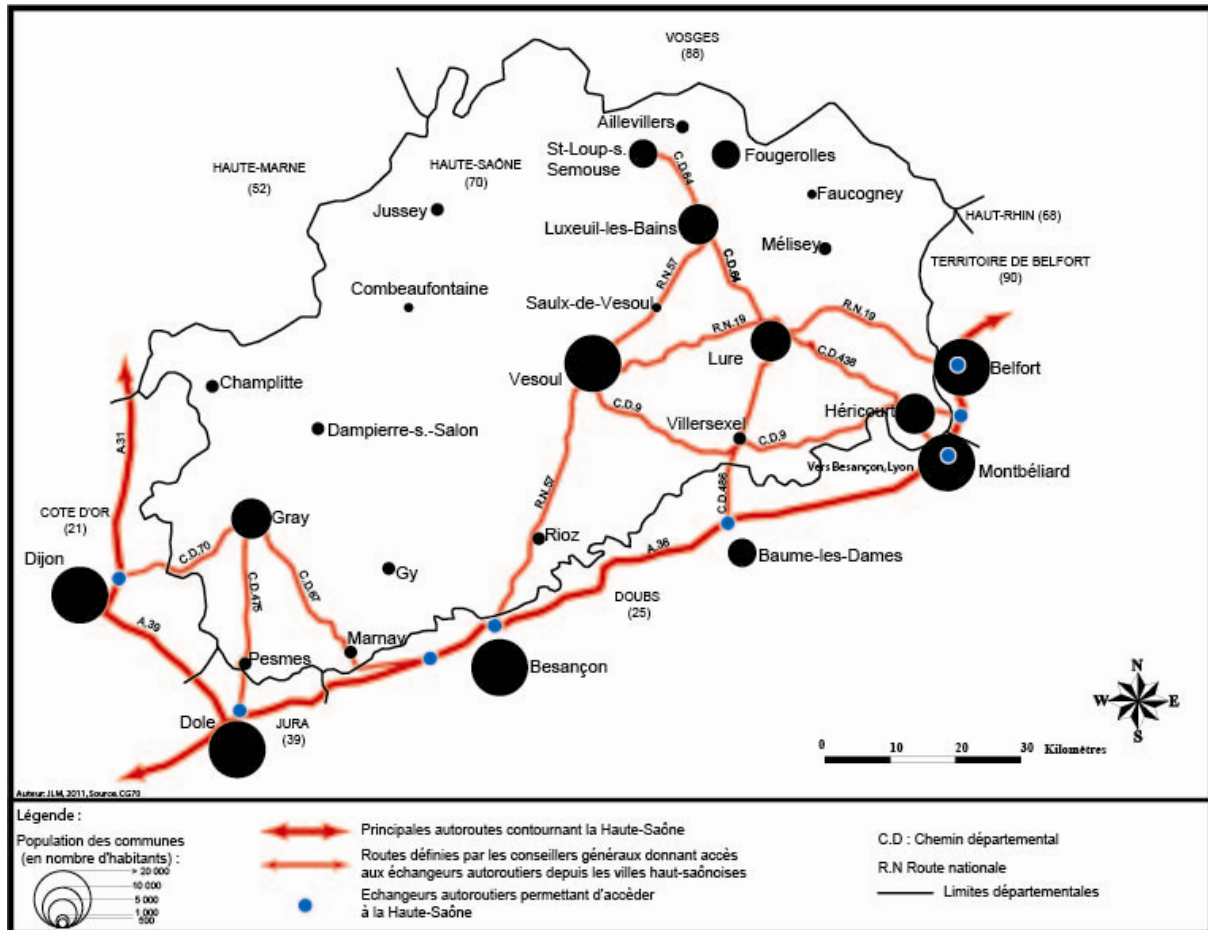 VOSGES
(88)
Aillevillers
St-Loup-s.
Semouse
Fougerolles
C.D.64
HAUTE-MARNE
(52)
HAUTE-SAÔNE
(70)
Faucogney
Jussey
HAUT-RHIN (68)
Luxeuil-les-Bains
Mélisey
TERRITOIRE DE BELFORT
(90)
R.N.57
C.D.64
Combeaufontaine
Saulx-de-Vesoul
R.N.19
R.N.19
Lure
C.D.438
Vesoul
Belfort
Champlitte
C.D.9
Héricourt
Villersexel
C.D.9
Dampierre-s.-Salon
A.31
Vers Besançon, Lyon
Montbéliard
R.N.57
C.D.486
COTE D'OR
(21)
Gray
Rioz
A.36
Baume-les-Dames
Dijon
C.D.70
Gy
C.D.475
C.D.67
DOUBS
(25)
A.39
Marnay
Pesmes
Besançon
Dole
JURA
(39)
N
W
E
S
0 10 20 30 Kilomètres
Auteur: JLM, 2011, Source. CG70
Légende :
Population des communes
(en nombre d'habitants) :
> 20 000
10 000
5 000
1 000
500
Principales autoroutes contournant la Haute-Saône
Routes définies par les conseillers généraux donnant accès
aux échangeurs autoroutiers depuis les villes haut-saônoises
Echangeurs autoroutiers permettant d'accèder
à la Haute-Saône
C.D : Chemin départemental
R.N Route nationale
Limites départementales